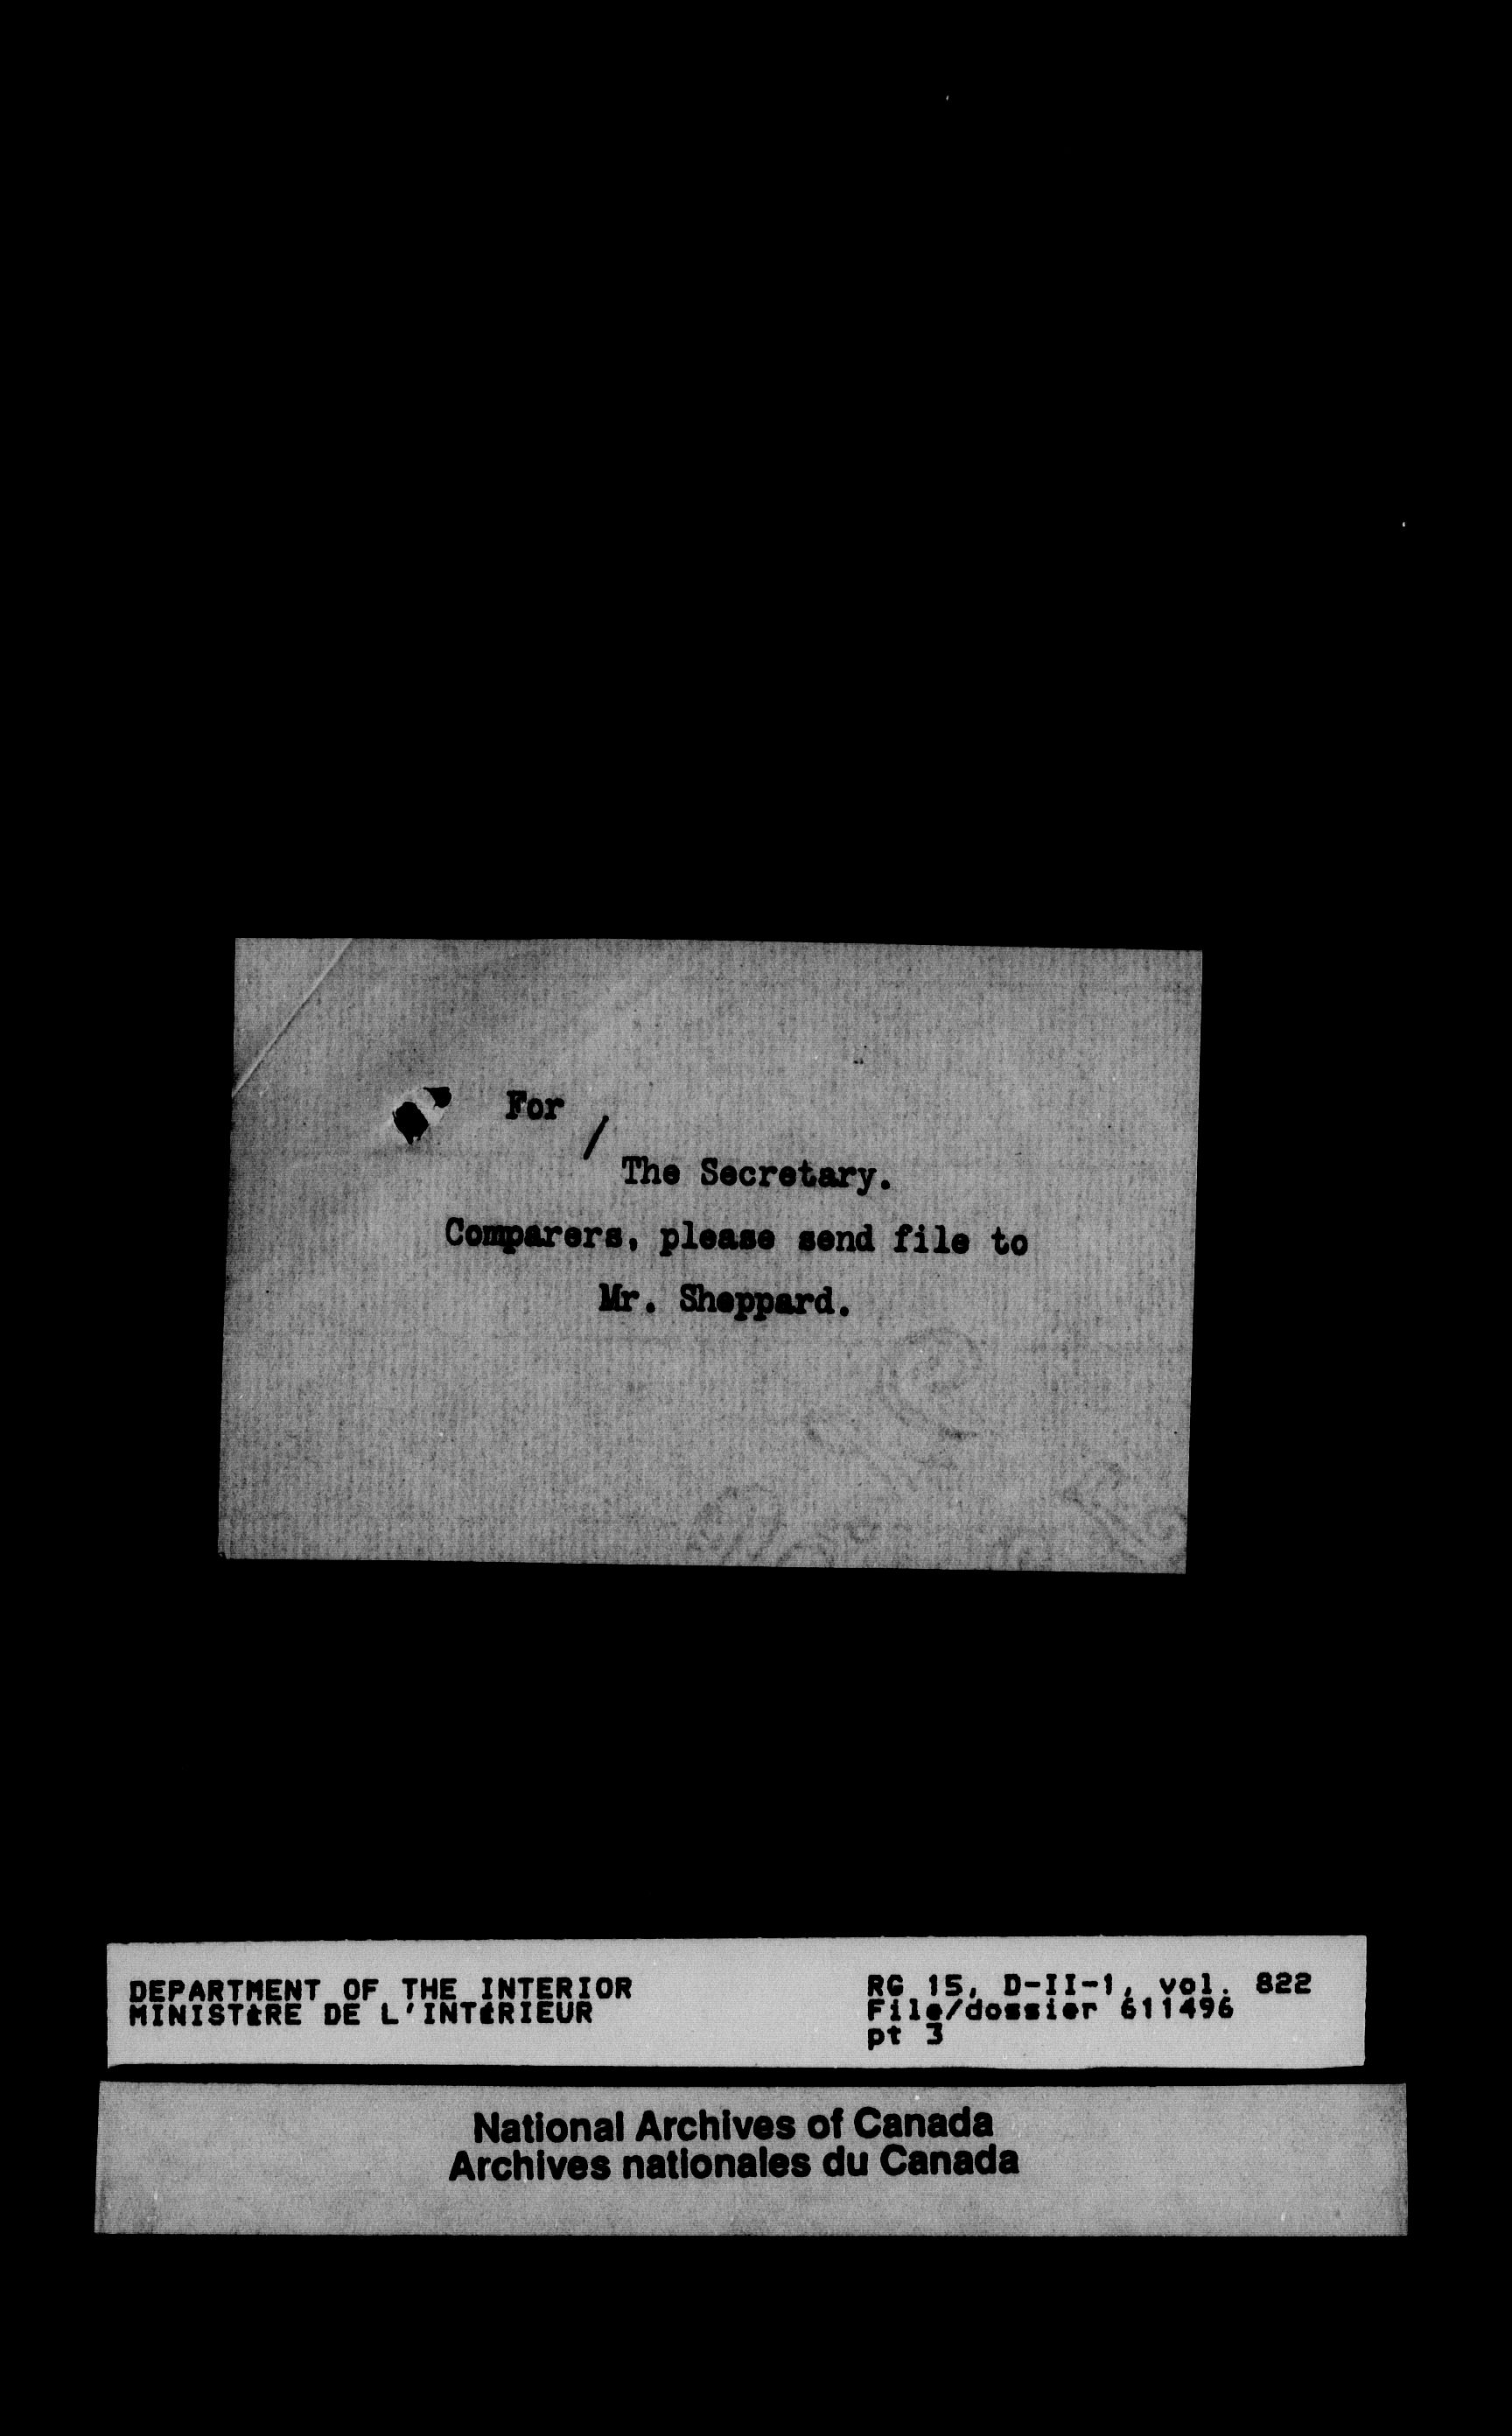 For /
The Secretary.
Comparers, please send file to
Mr. Sheppard.
DEPARTMENT OF THE INTERIOR
MINISTÈRE DE L'INTÉRIEUR
RG 15, D-II-1, vol. 822
File/dossier 611496
pt 3
National Archives of Canada
Archives nationales du Canada